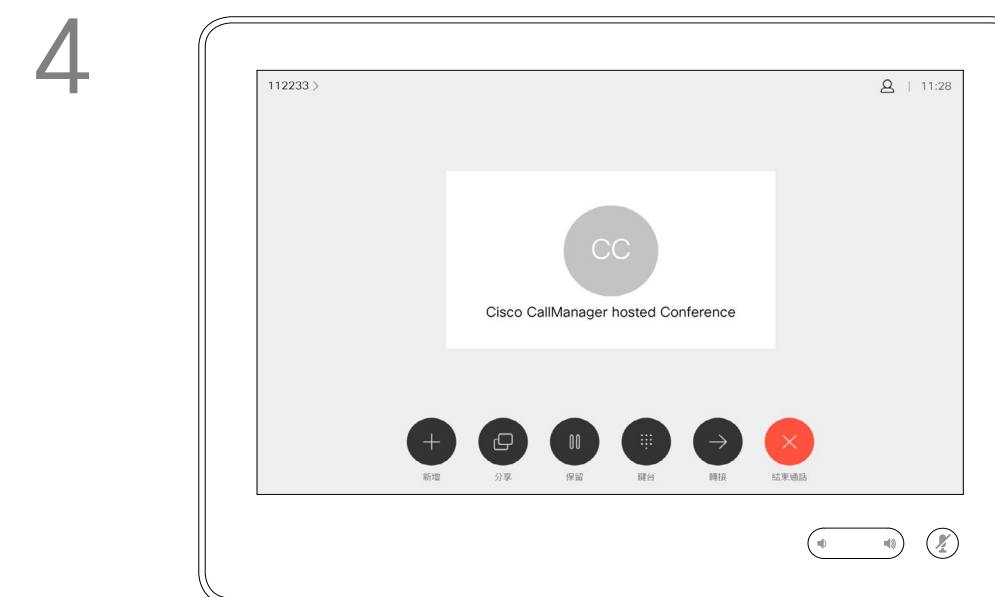 4
112233 >
| 11:28
CC
Cisco CallManager hosted Conference
新增 分享 保留 鍵台 轉接 結束通話